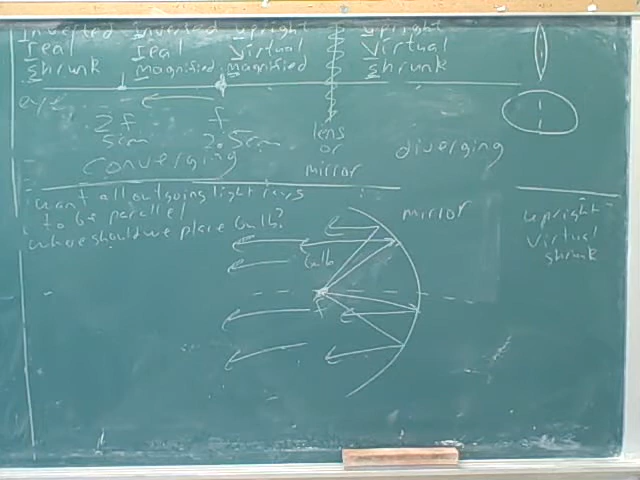 Inverted Inverted upright upright
real real virtual virtual
shrunk magnified magnified shrunk
eye
2f f
5cm 2.5cm
lens
or
mirror
converging
diverging
want all outgoing light rays
to be parallel
where should we place bulb?
mirror
bulb
f
upright
virtual
shrunk